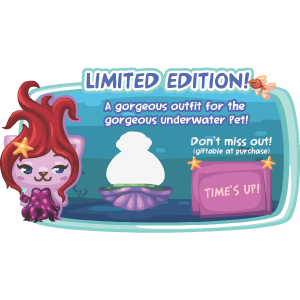 LIMITED EDITION!
A gorgeous outfit for the
gorgeous underwater Pet!
Don't miss out!
(giftable at purchase)
TIME'S UP!